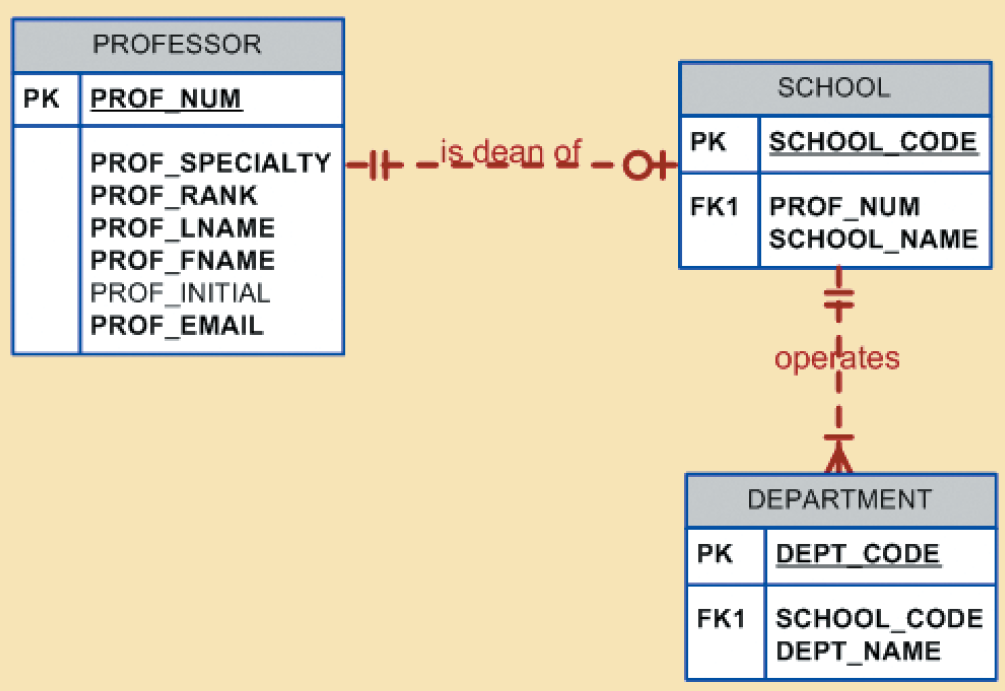 PROFESSOR
PK PROF_NUM
PROF_SPECIALTY
PROF_RANK
PROF_LNAME
PROF_FNAME
PROF_INITIAL
PROF_EMAIL
is dean of
SCHOOL
PK SCHOOL_CODE
FK1 PROF_NUM
SCHOOL_NAME
operates
DEPARTMENT
PK DEPT_CODE
FK1 SCHOOL_CODE
DEPT_NAME